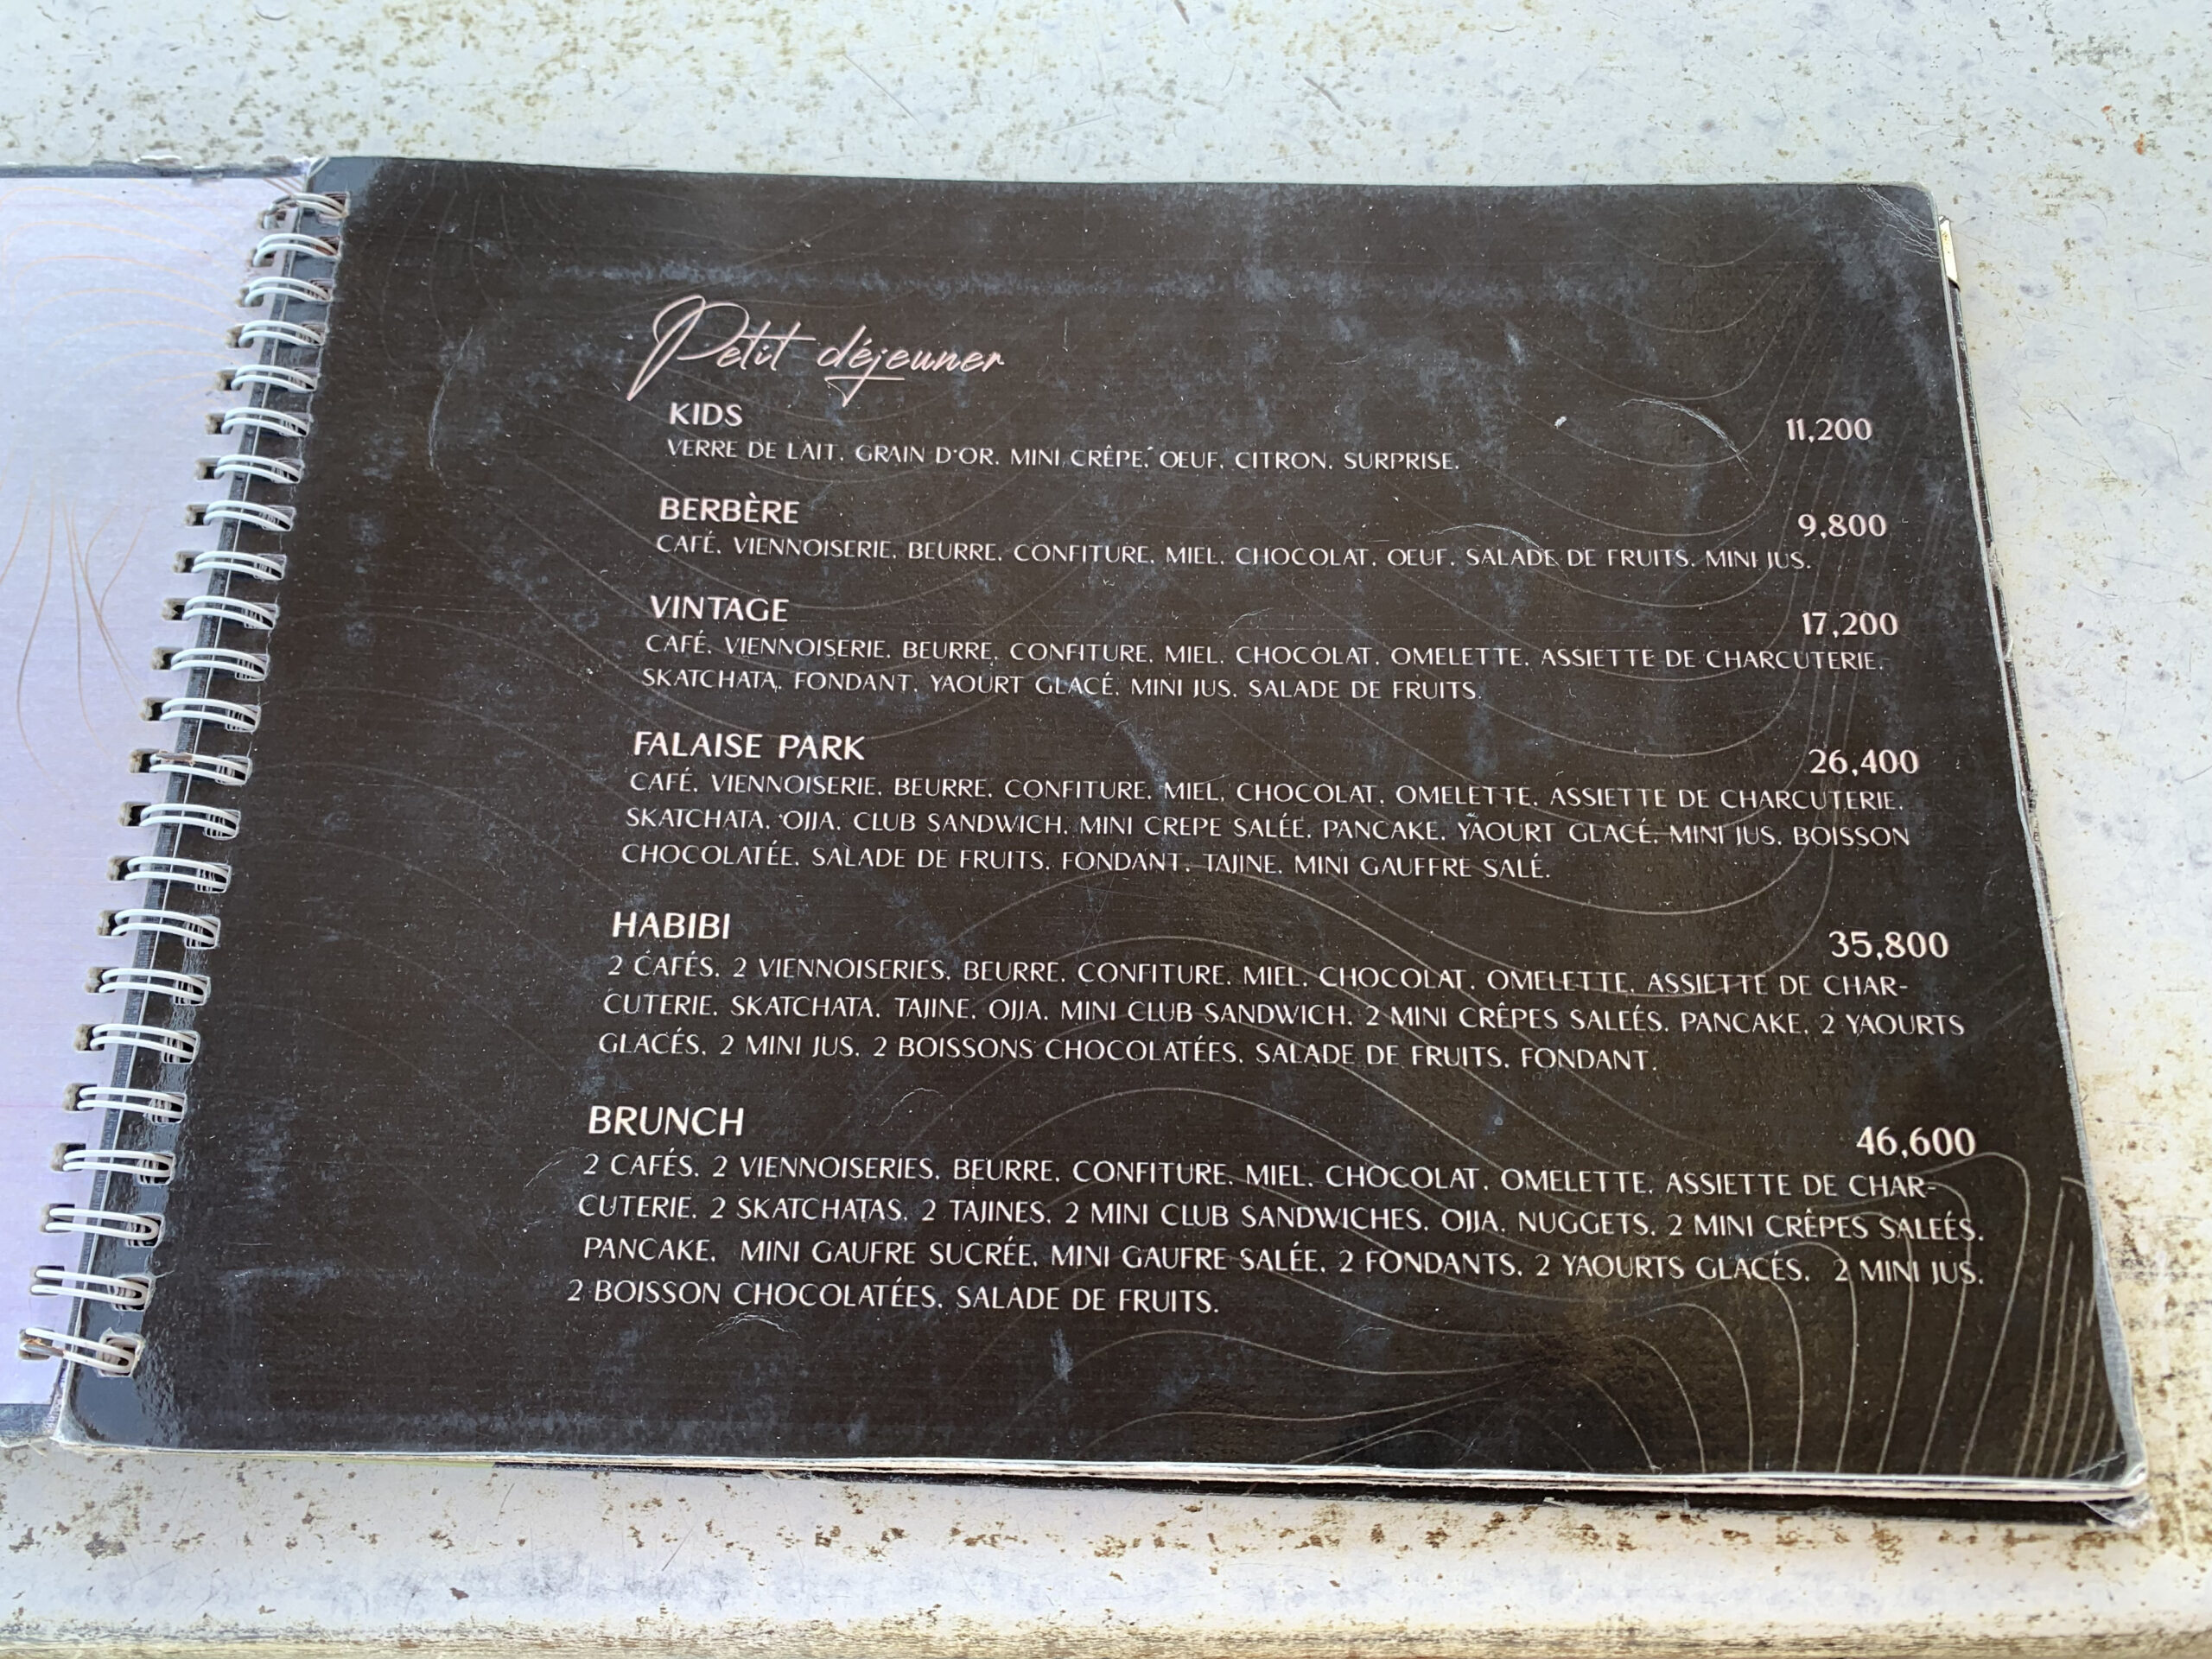 Petit déjeuner
KIDS 11,200
VERRE DE LAIT, GRAIN D'OR, MINI CRÊPE, OEUF, CITRON, SURPRISE.
BERBÈRE 9,800
CAFÉ, VIENNOISERIE, BEURRE, CONFITURE, MIEL, CHOCOLAT, OEUF, SALADE DE FRUITS, MINI JUS.
VINTAGE 17,200
CAFÉ, VIENNOISERIE, BEURRE, CONFITURE, MIEL, CHOCOLAT, OMELETTE, ASSIETTE DE CHARCUTERIE,
SKATCHATA, FONDANT, YAOURT GLACÉ, MINI JUS, SALADE DE FRUITS.
FALAISE PARK 26,400
CAFÉ, VIENNOISERIE, BEURRE, CONFITURE, MIEL, CHOCOLAT, OMELETTE, ASSIETTE DE CHARCUTERIE,
SKATCHATA, OJJA, CLUB SANDWICH, MINI CREPE SALÉE, PANCAKE, YAOURT GLACÉ, MINI JUS, BOISSON
CHOCOLATÉE, SALADE DE FRUITS, FONDANT, TAJINE, MINI GAUFFRE SALÉ.
HABIBI 35,800
2 CAFÉS, 2 VIENNOISERIES, BEURRE, CONFITURE, MIEL, CHOCOLAT, OMELETTE, ASSIETTE DE CHAR-
CUTERIE, SKATCHATA, TAJINE, OJJA, MINI CLUB SANDWICH, 2 MINI CRÊPES SALEÉS, PANCAKE, 2 YAOURTS
GLACÉS, 2 MINI JUS, 2 BOISSONS CHOCOLATÉES, SALADE DE FRUITS, FONDANT.
BRUNCH 46,600
2 CAFÉS, 2 VIENNOISERIES, BEURRE, CONFITURE, MIEL, CHOCOLAT, OMELETTE, ASSIETTE DE CHAR-
CUTERIE, 2 SKATCHATAS, 2 TAJINES, 2 MINI CLUB SANDWICHES, OJJA, NUGGETS, 2 MINI CRÊPES SALEÉS,
PANCAKE, MINI GAUFRE SUCRÉE, MINI GAUFRE SALÉE, 2 FONDANTS, 2 YAOURTS GLACÉS, 2 MINI JUS,
2 BOISSON CHOCOLATÉES, SALADE DE FRUITS.